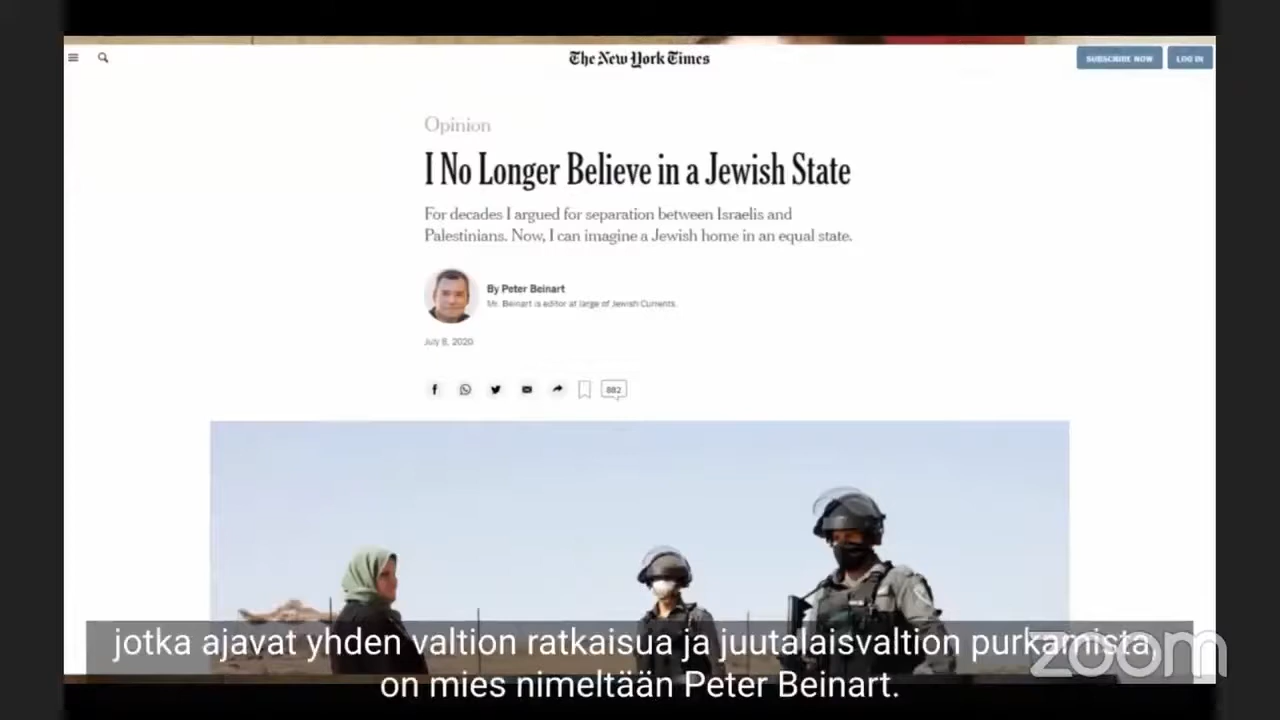 The New York Times
SUBSCRIBE NOW
LOG IN
Opinion
I No Longer Believe in a Jewish State
For decades I argued for separation between Israelis and
Palestinians. Now, I can imagine a Jewish home in an equal state.
By Peter Beinart
Mr. Beinart is editor at large of Jewish Currents.
July 8, 2020
882
jotka ajavat yhden valtion ratkaisua ja juutalaisvaltion purkamista,
on mies nimeltään Peter Beinart.
zoom